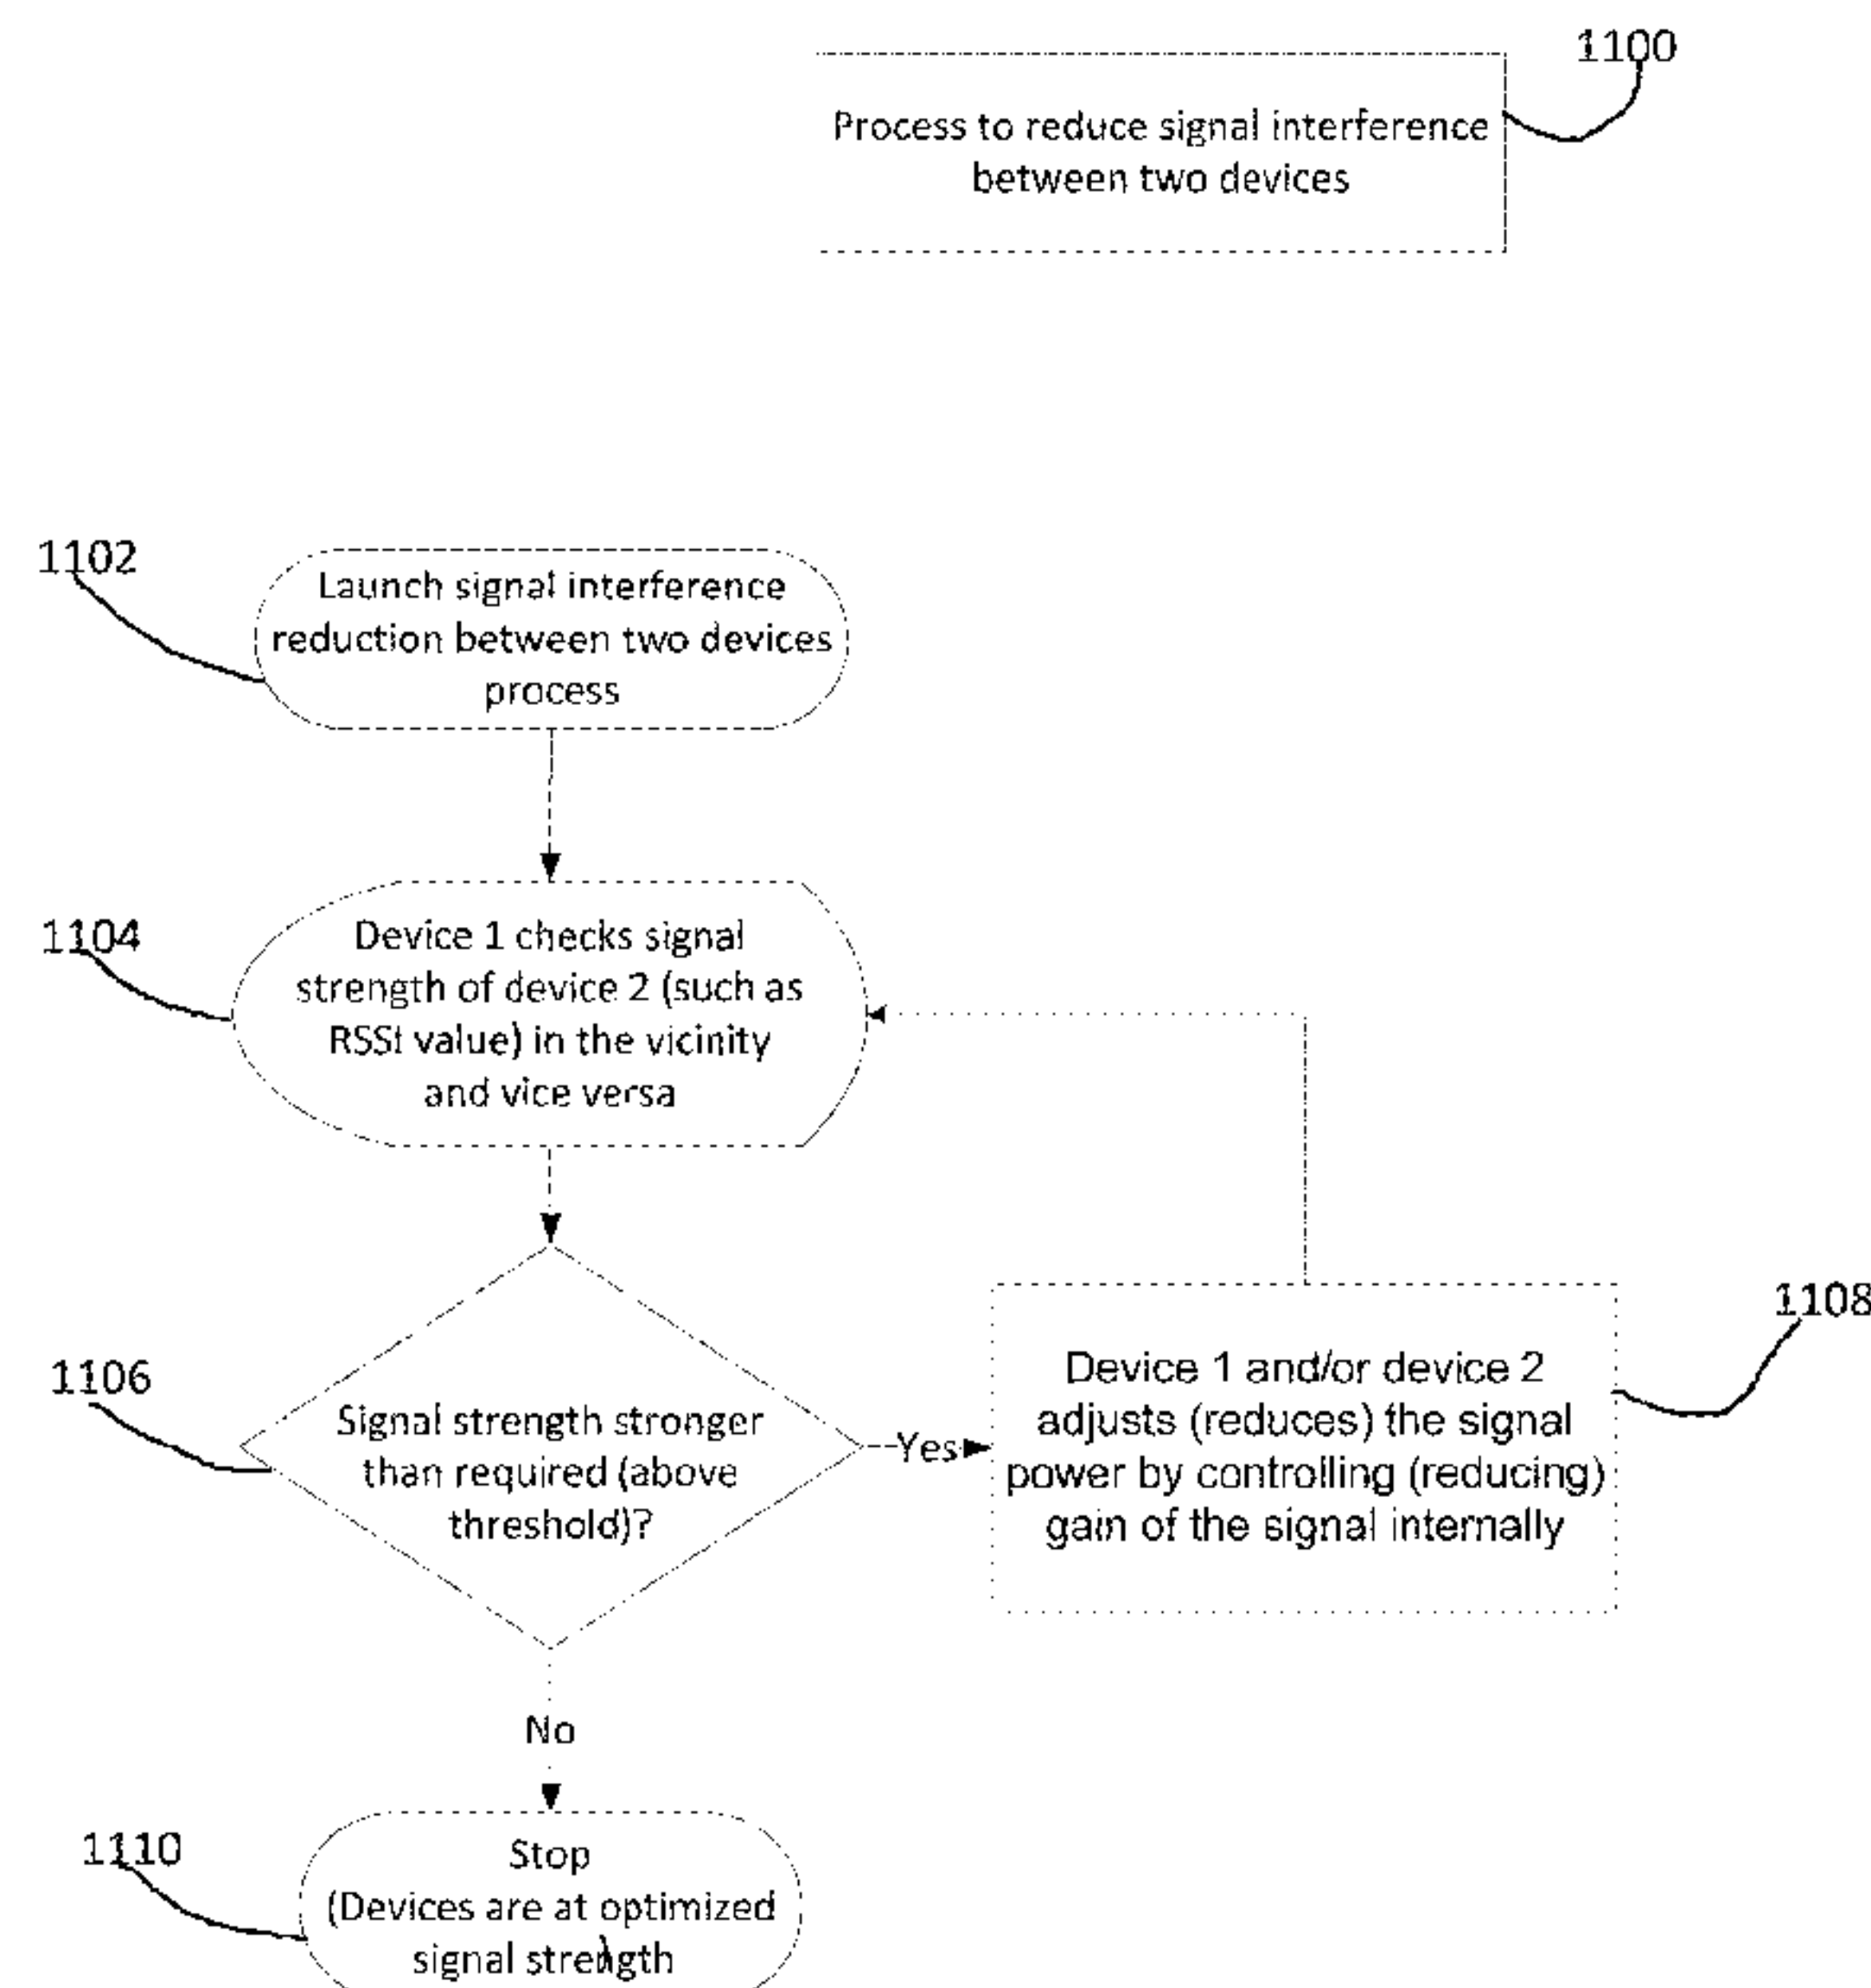 1100
Process to reduce signal interference
between two devices
1102
Launch signal interference
reduction between two devices
process
1104
Device 1 checks signal
strength of device 2 (such as
RSSI value) in the vicinity
and vice versa
1106
Signal strength stronger
than required (above
threshold)?
Yes
1108
Device 1 and/or device 2
adjusts (reduces) the signal
power by controlling (reducing)
gain of the signal internally
No
1110
Stop
(Devices are at optimized
signal strength
)